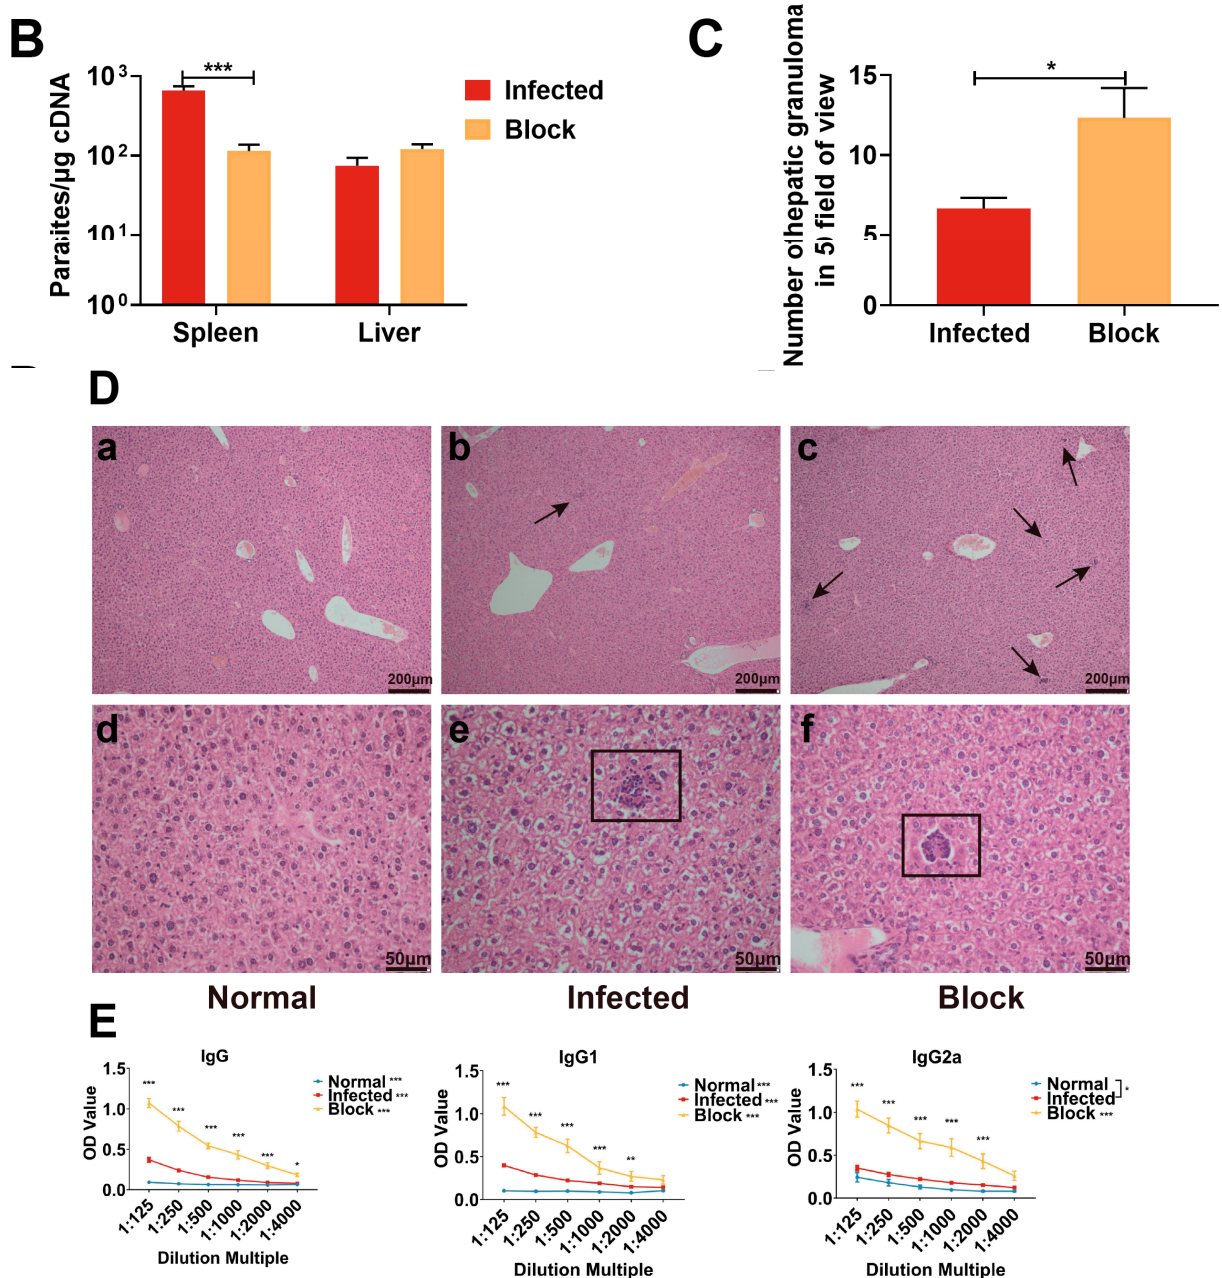 B
Parasites/μg cDNA
10³
10²
10¹
10⁰
***
Spleen
Liver
Infected
Block
C
Number of hepatic granuloma
in 5 field of view
15
10
5
0
*
Infected
Block
D
a
b
c
200μm
200μm
200μm
d
e
f
50μm
50μm
50μm
Normal
Infected
Block
E
IgG
OD Value
1.5
1.0
0.5
0.0
***
***
***
***
***
*
Normal ***
Infected ***
Block ***
1:125
1:250
1:500
1:1000
1:2000
1:4000
Dilution Multiple
IgG1
OD Value
1.5
1.0
0.5
0.0
***
***
***
***
**
Normal ***
Infected ***
Block ***
1:125
1:250
1:500
1:1000
1:2000
1:4000
Dilution Multiple
IgG2a
OD Value
1.5
1.0
0.5
0.0
***
***
***
***
***
Normal
Infected
*
Block ***
1:125
1:250
1:500
1:1000
1:2000
1:4000
Dilution Multiple